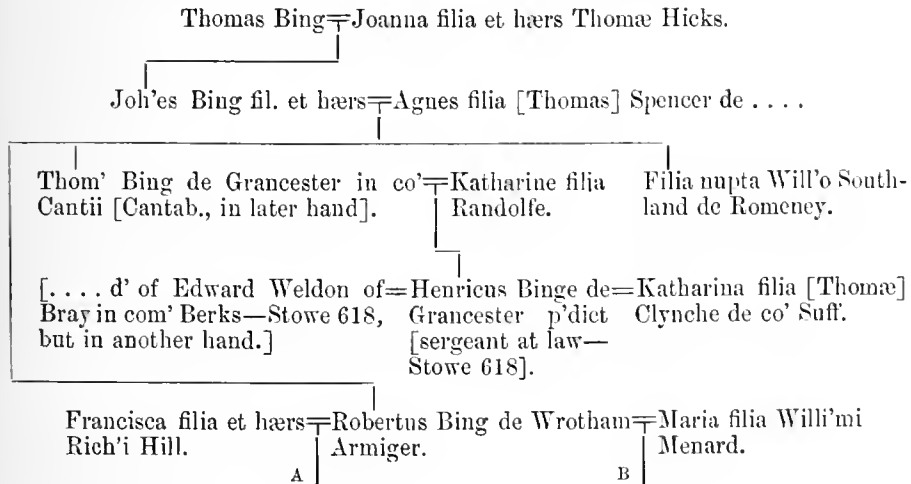 Thomas Bing=Joanna filia et hærs Thomæ Hicks.
Joh'es Bing fil. et hærs=Agnes filia [Thomas] Spencer de . . . .
Thom' Bing de Grancester in co'=Katharine filia
Cantii [Cantab., in later hand]. Randolfe.
Filia nupta Will'o South-
land de Romeney.
[. . . . d' of Edward Weldon of=
Bray in com' Berks—Stowe 618,
but in another hand.]
Henricus Binge de=
Grancester p'dict
[sergeant at law—
Stowe 618].
Katharina filia [Thomæ]
Clynche de co' Suff.
Francisca filia et hærs=
Rich'i Hill.
Robertus Bing de Wrotham=
Armiger.
Maria filia Willi'mi
Menard.
A
B